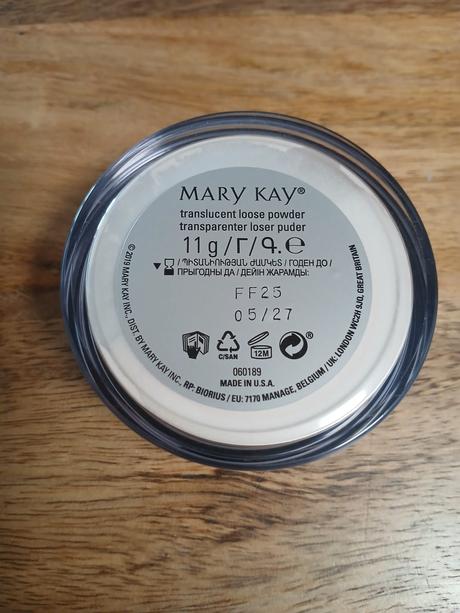 MARY KAY®
translucent loose powder
transparenter loser puder
11 g / Г / Գ. ℮
/ ՊԻՏԱՆԻՈՒԹՅԱՆ ԺԱՄԿԵՏ / ГОДЕН ДО /
ПРЫГОДНЫ ДА / ДЕЙІН ЖАРАМДЫ:
FF25
05/27
C/SAN
12M
060189
MADE IN U.S.A.
© 2019 MARY KAY INC., DIST. BY MARY KAY INC., RP: BIORIUS / EU: 7170 MANAGE, BELGIUM / UK: LONDON WC2H 9JQ, GREAT BRITAIN